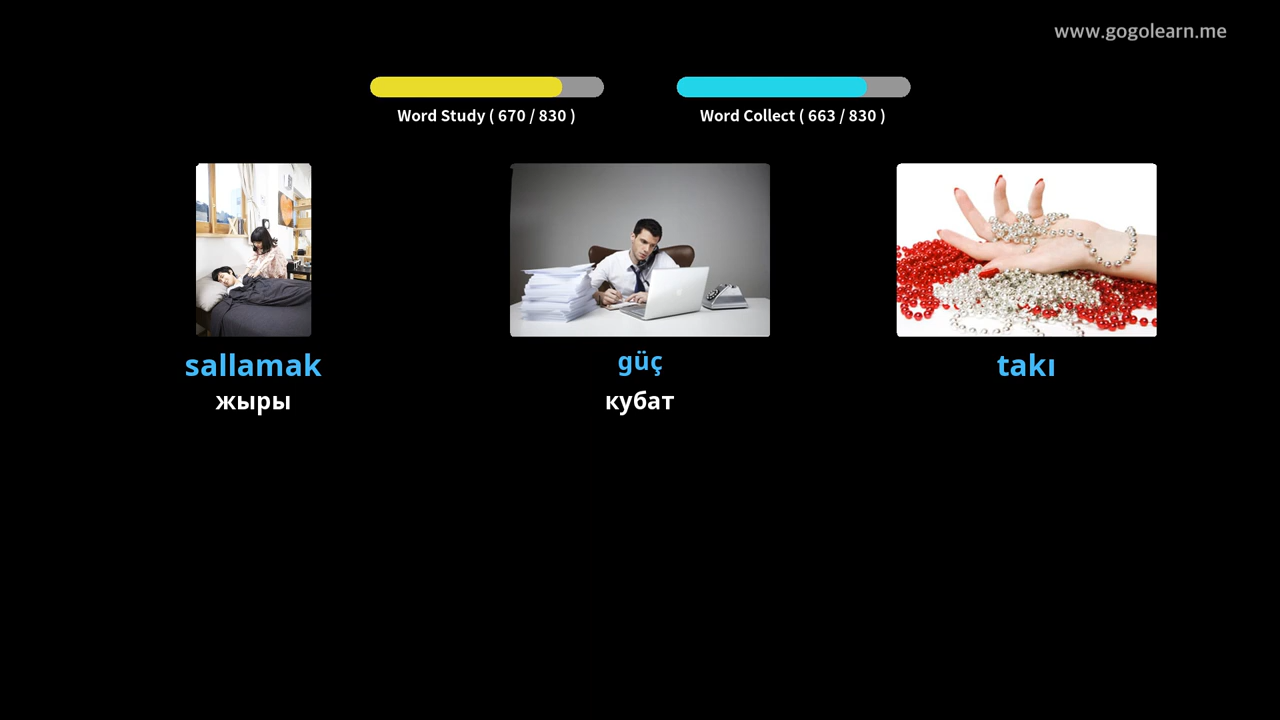 www.gogolearn.me
Word Study ( 670 / 830 )
Word Collect ( 663 / 830 )
sallamak
жыры
güç
кубат
takı